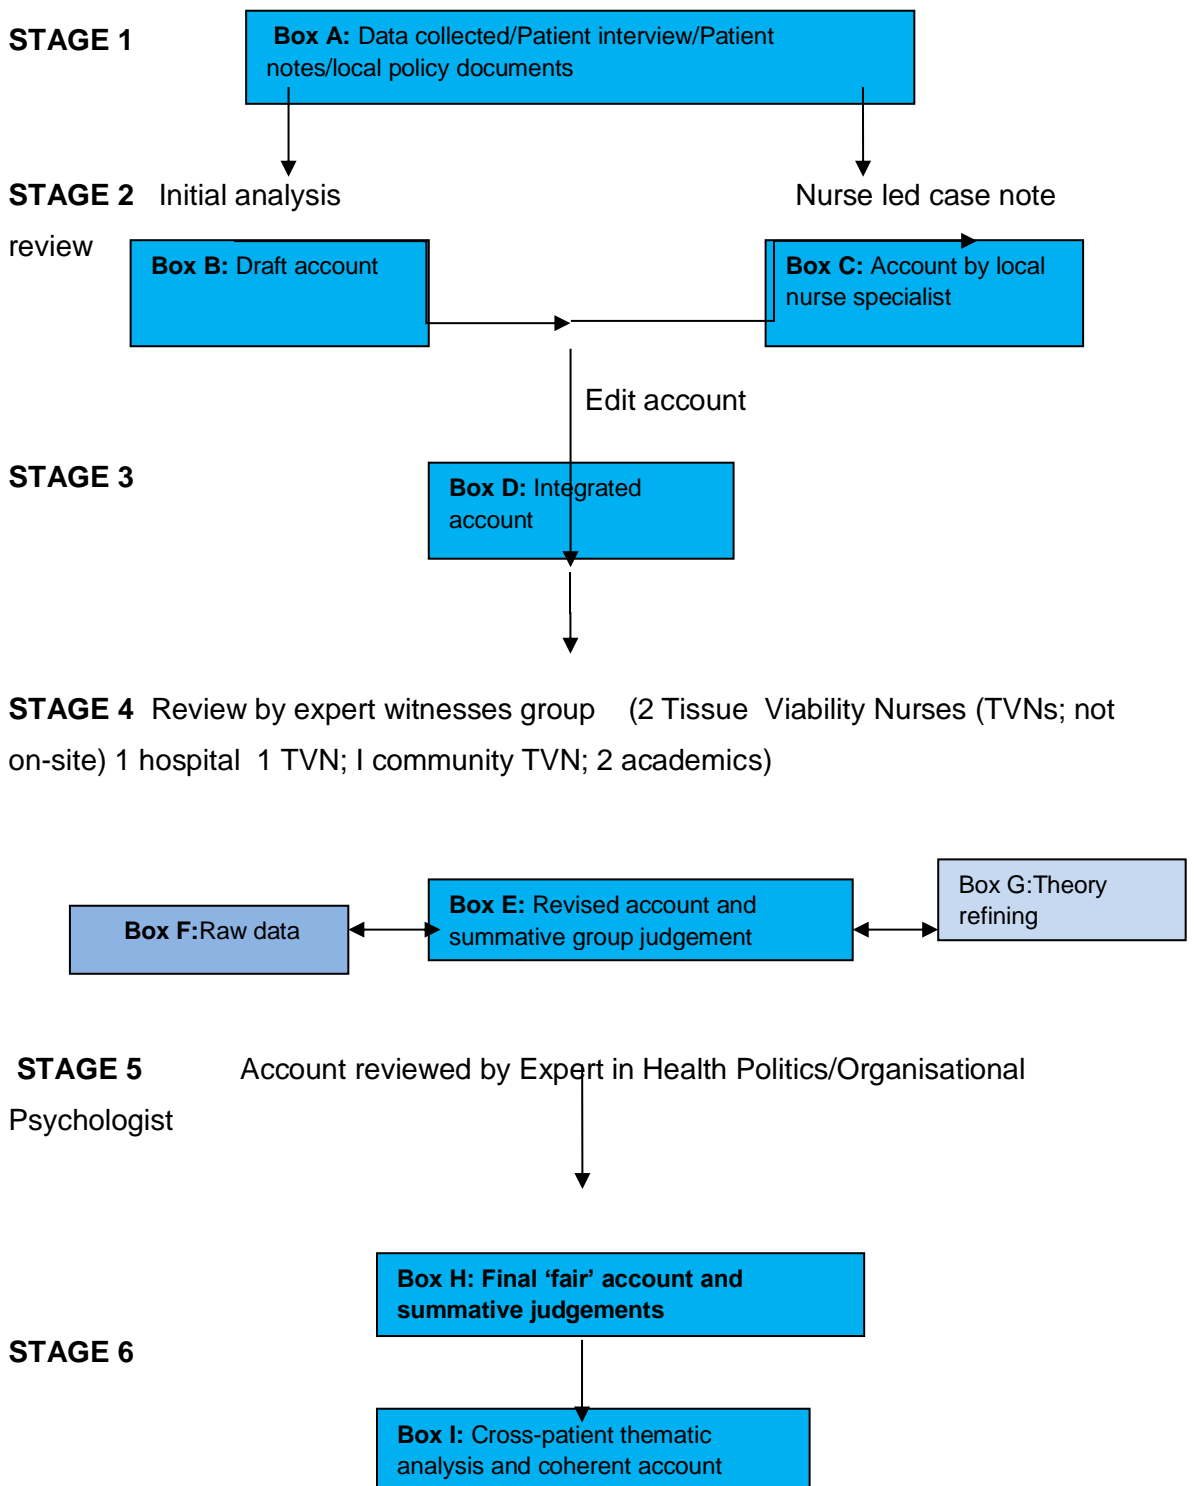 STAGE 1
Box A: Data collected/Patient interview/Patient
notes/local policy documents
STAGE 2 Initial analysis Nurse led case note
review
Box B: Draft account
Box C: Account by local
nurse specialist
Edit account
STAGE 3
Box D: Integrated
account
STAGE 4 Review by expert witnesses group (2 Tissue Viability Nurses (TVNs; not
on-site) 1 hospital 1 TVN; I community TVN; 2 academics)
Box F:Raw data
Box E: Revised account and
summative group judgement
Box G:Theory
refining
STAGE 5 Account reviewed by Expert in Health Politics/Organisational
Psychologist
Box H: Final ‘fair’ account and
summative judgements
STAGE 6
Box I: Cross-patient thematic
analysis and coherent account